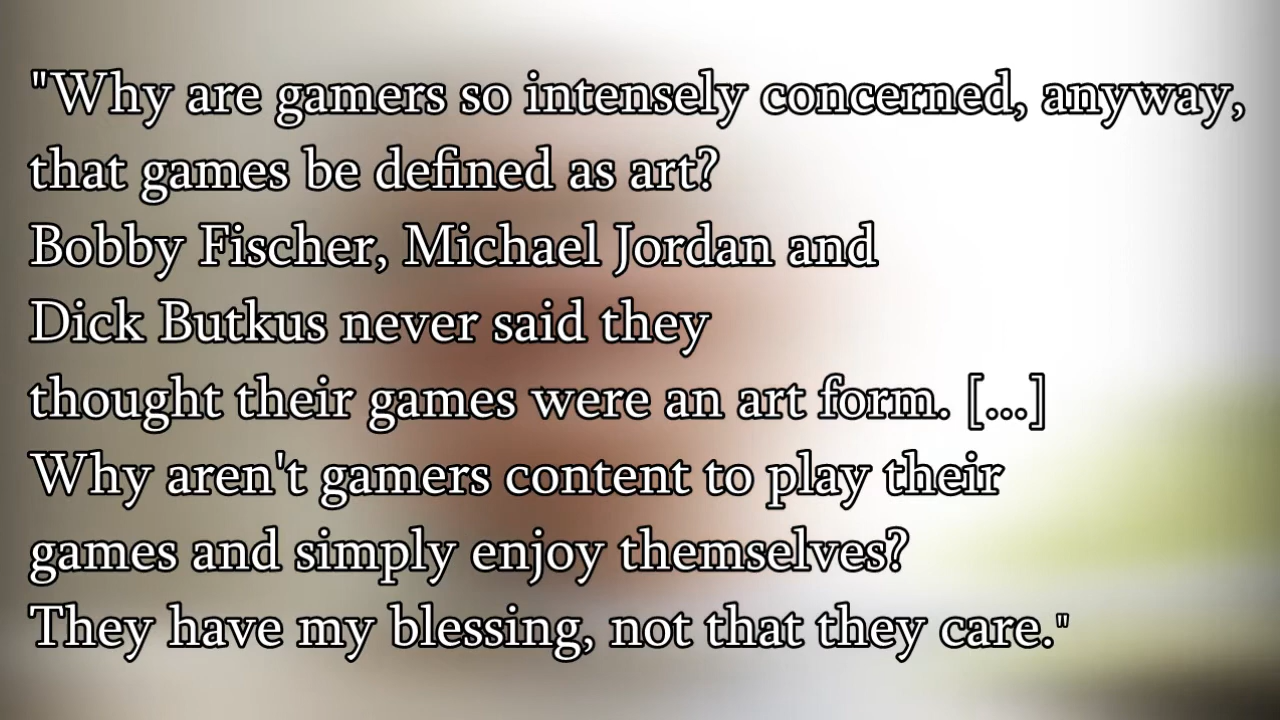 "Why are gamers so intensely concerned, anyway,
that games be defined as art?
Bobby Fischer, Michael Jordan and
Dick Butkus never said they
thought their games were an art form. [...]
Why aren't gamers content to play their
games and simply enjoy themselves?
They have my blessing, not that they care."